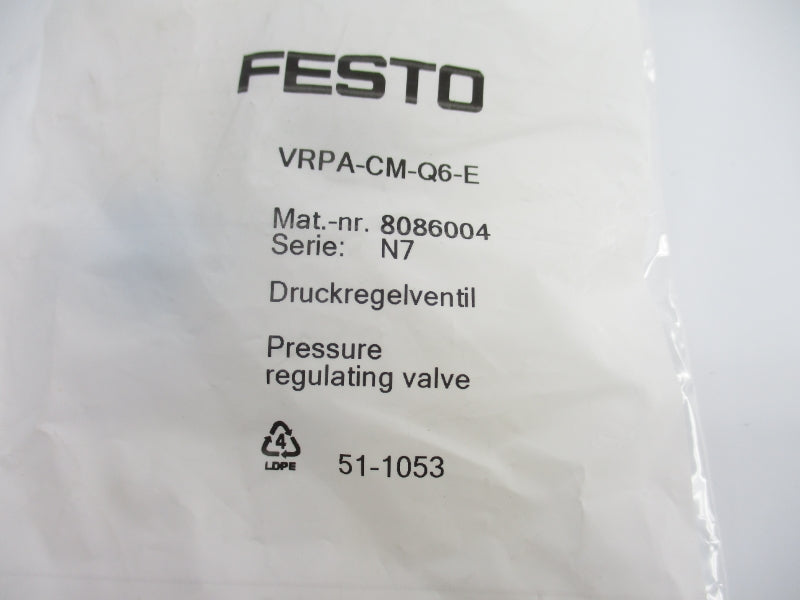 FESTO
VRPA-CM-Q6-E
Mat.-nr. 8086004
Serie: N7
Druckregelventil
Pressure
regulating valve
4
LDPE
51-1053